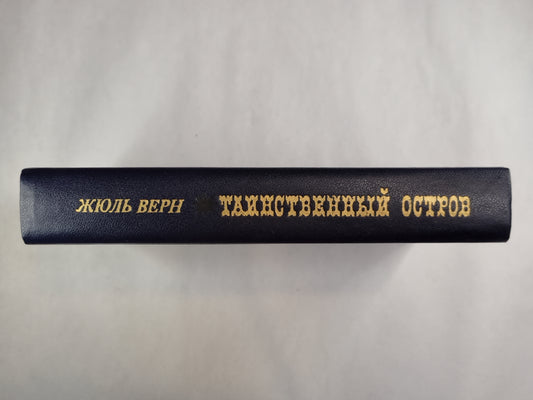 ЖЮЛЬ ВЕРН ТАИНСТВЕННЫЙ ОСТРОВ